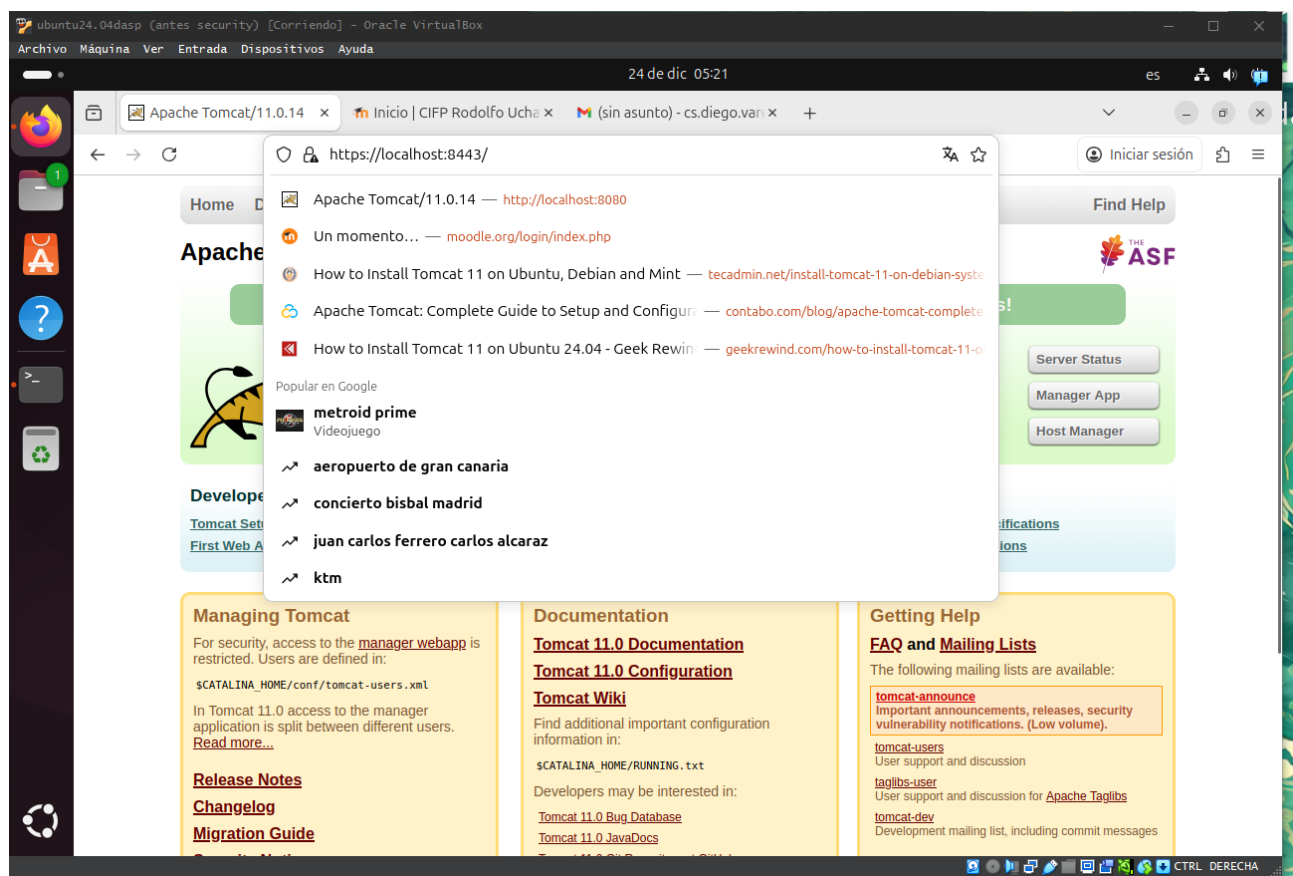 ubuntu24.04dasp (antes security) [Corriendo] - Oracle VirtualBox
Archivo Máquina Ver Entrada Dispositivos Ayuda
24 de dic 05:21
es
Apache Tomcat/11.0.14
Inicio | CIFP Rodolfo Ucha
(sin asunto) - cs.diego.var
https://localhost:8443/
Iniciar sesión
1
Home
Find Help
Apache
THE
ASF
Apache Tomcat/11.0.14 — http://localhost:8080
Un momento… — moodle.org/login/index.php
How to Install Tomcat 11 on Ubuntu, Debian and Mint — tecadmin.net/install-tomcat-11-on-debian-syste
Apache Tomcat: Complete Guide to Setup and Configura — contabo.com/blog/apache-tomcat-complete
How to Install Tomcat 11 on Ubuntu 24.04 - Geek Rewin — geekrewind.com/how-to-install-tomcat-11-o
Server Status
Manager App
Host Manager
Popular en Google
metroid prime
Videojuego
aeropuerto de gran canaria
concierto bisbal madrid
juan carlos ferrero carlos alcaraz
ktm
Develope
Tomcat Set
First Web A
ifications
ions
Managing Tomcat
For security, access to the manager webapp is
restricted. Users are defined in:
$CATALINA_HOME/conf/tomcat-users.xml
In Tomcat 11.0 access to the manager
application is split between different users.
Read more...
Release Notes
Changelog
Migration Guide
Documentation
Tomcat 11.0 Documentation
Tomcat 11.0 Configuration
Tomcat Wiki
Find additional important configuration
information in:
$CATALINA_HOME/RUNNING.txt
Developers may be interested in:
Tomcat 11.0 Bug Database
Tomcat 11.0 JavaDocs
Getting Help
FAQ and Mailing Lists
The following mailing lists are available:
tomcat-announce
Important announcements, releases, security
vulnerability notifications. (Low volume).
tomcat-users
User support and discussion
taglibs-user
User support and discussion for Apache Taglibs
tomcat-dev
Development mailing list, including commit messages
CTRL DERECHA